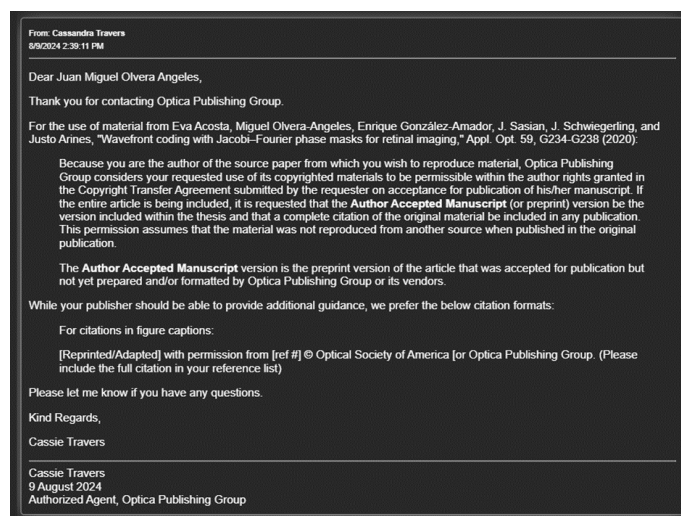 From: Cassandra Travers
8/9/2024 2:39:11 PM
Dear Juan Miguel Olvera Angeles,
Thank you for contacting Optica Publishing Group.
For the use of material from Eva Acosta, Miguel Olvera-Angeles, Enrique González-Amador, J. Sasian, J. Schwiegerling, and
Justo Arines, "Wavefront coding with Jacobi–Fourier phase masks for retinal imaging," Appl. Opt. 59, G234-G238 (2020):
Because you are the author of the source paper from which you wish to reproduce material, Optica Publishing
Group considers your requested use of its copyrighted materials to be permissible within the author rights granted in
the Copyright Transfer Agreement submitted by the requester on acceptance for publication of his/her manuscript. If
the entire article is being included, it is requested that the Author Accepted Manuscript (or preprint) version be the
version included within the thesis and that a complete citation of the original material be included in any publication.
This permission assumes that the material was not reproduced from another source when published in the original
publication.
The Author Accepted Manuscript version is the preprint version of the article that was accepted for publication but
not yet prepared and/or formatted by Optica Publishing Group or its vendors.
While your publisher should be able to provide additional guidance, we prefer the below citation formats:
For citations in figure captions:
[Reprinted/Adapted] with permission from [ref #] © Optical Society of America [or Optica Publishing Group. (Please
include the full citation in your reference list)
Please let me know if you have any questions.
Kind Regards,
Cassie Travers
Cassie Travers
9 August 2024
Authorized Agent, Optica Publishing Group